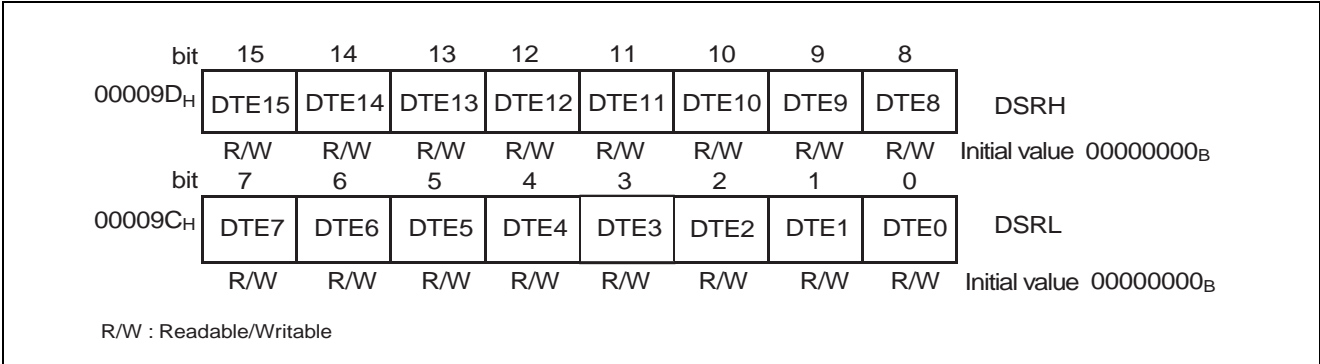 bit 15 14 13 12 11 10 9 8
00009DH DTE15 DTE14 DTE13 DTE12 DTE11 DTE10 DTE9 DTE8 DSRH
R/W R/W R/W R/W R/W R/W R/W R/W Initial value 00000000B
bit 7 6 5 4 3 2 1 0
00009CH DTE7 DTE6 DTE5 DTE4 DTE3 DTE2 DTE1 DTE0 DSRL
R/W R/W R/W R/W R/W R/W R/W R/W Initial value 00000000B
R/W : Readable/Writable